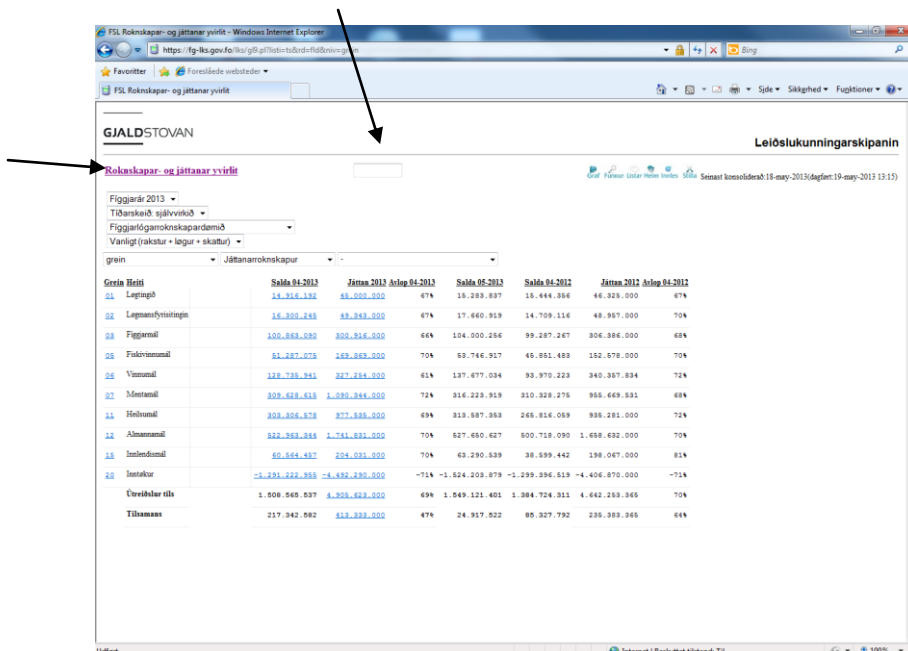 FSL Roknskapar- og játtanar yvirlit - Windows Internet Explorer
https://fg-lks.gov.fo/lks/gl9.pl?listi=ts&rd=fld&niv=grein
Bing
Favoritter Foreslåede websteder
FSL Roknskapar- og játtanar yvirlit
Side Sikkerhed Funktioner
GJALDSTOVAN
Leiðslukunningarskipanin
Roknskapar- og játtanar yvirlit
Graf Funnur Listar Heim Innles Stilla Seinast konsoliderað:18-may-2013(dagført:19-may-2013 13:15)
Fíggjarár 2013
Tíðarskeið: sjálvvirkið
Fíggjarlógarroknskapardømið
Vanligt (rakstur + løgur + skattur)
grein Játtanarroknskapur -
Grein Heiti Salda 04-2013 Játtan 2013 Avlop 04-2013 Salda 05-2013 Salda 04-2012 Játtan 2012 Avlop 04-2012
01 Løgtingið 14.916.192 45.000.000 67% 15.283.837 15.444.356 46.325.000 67%
02 Løgmansfyrisitingin 16.300.245 49.343.000 67% 17.660.919 14.709.116 48.957.000 70%
03 Fíggjarmál 100.863.090 300.916.000 66% 104.000.256 99.287.267 306.386.000 68%
05 Fiskivinnumál 51.287.075 169.369.000 70% 53.746.917 45.851.483 152.578.000 70%
06 Vinnumál 128.735.941 327.254.000 61% 137.677.034 93.970.223 340.357.834 72%
07 Mentamál 309.628.615 1.090.344.000 72% 316.223.919 310.328.275 955.669.531 68%
11 Heilsumál 303.306.578 977.535.000 69% 313.587.353 265.816.059 935.281.000 72%
12 Almannamál 522.963.344 1.741.831.000 70% 527.650.627 500.718.090 1.658.632.000 70%
15 Innlendismál 60.564.457 204.031.000 70% 63.290.539 38.599.442 198.067.000 81%
20 Inntøkur -1.291.222.955 -4.492.290.000 -71% -1.524.203.879 -1.299.396.519 -4.406.870.000 -71%
Útreiðslur tils 1.508.565.537 4.905.623.000 69% 1.549.121.401 1.384.724.311 4.642.253.365 70%
Tilsamans 217.342.582 413.333.000 47% 24.917.522 85.327.792 235.383.365 64%
100%